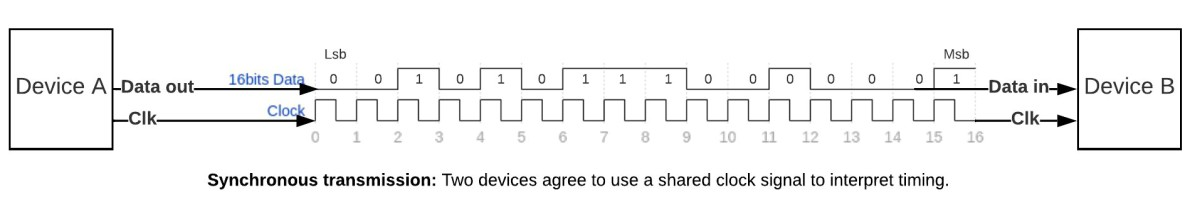 Lsb Msb
Device A Data out 16bits Data 0 0 1 0 1 0 1 1 1 0 0 0 0 0 0 1 Data in Device B
Clk Clock Clk
0 1 2 3 4 5 6 7 8 9 10 11 12 13 14 15 16
Synchronous transmission: Two devices agree to use a shared clock signal to interpret timing.